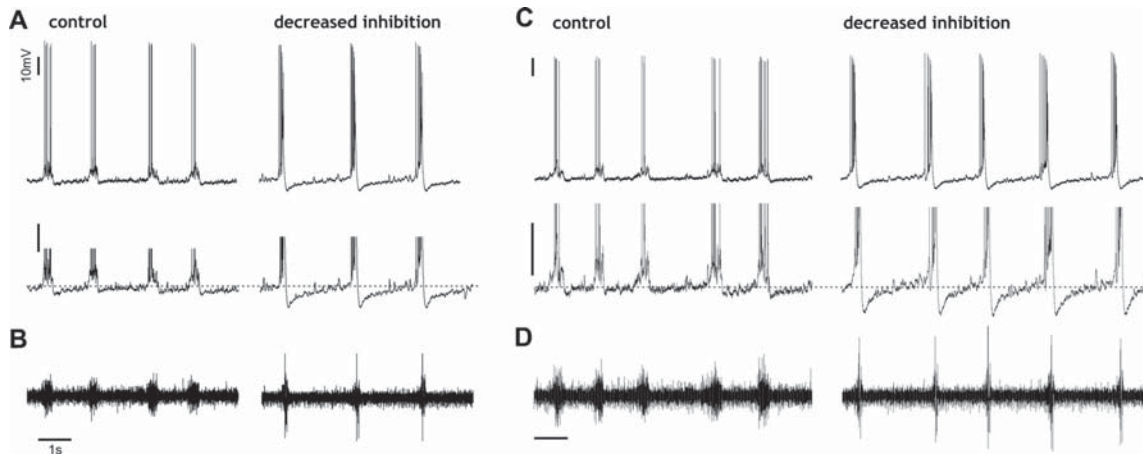 A
control
decreased inhibition
10mV
B
1s
C
control
decreased inhibition
D